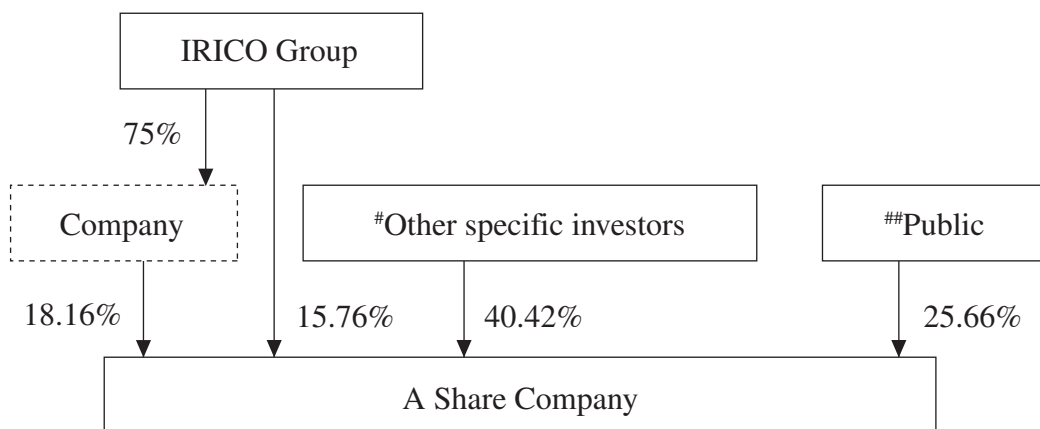 IRICO Group
75%
Company
#Other specific investors
##Public
18.16%
15.76%
40.42%
25.66%
A Share Company